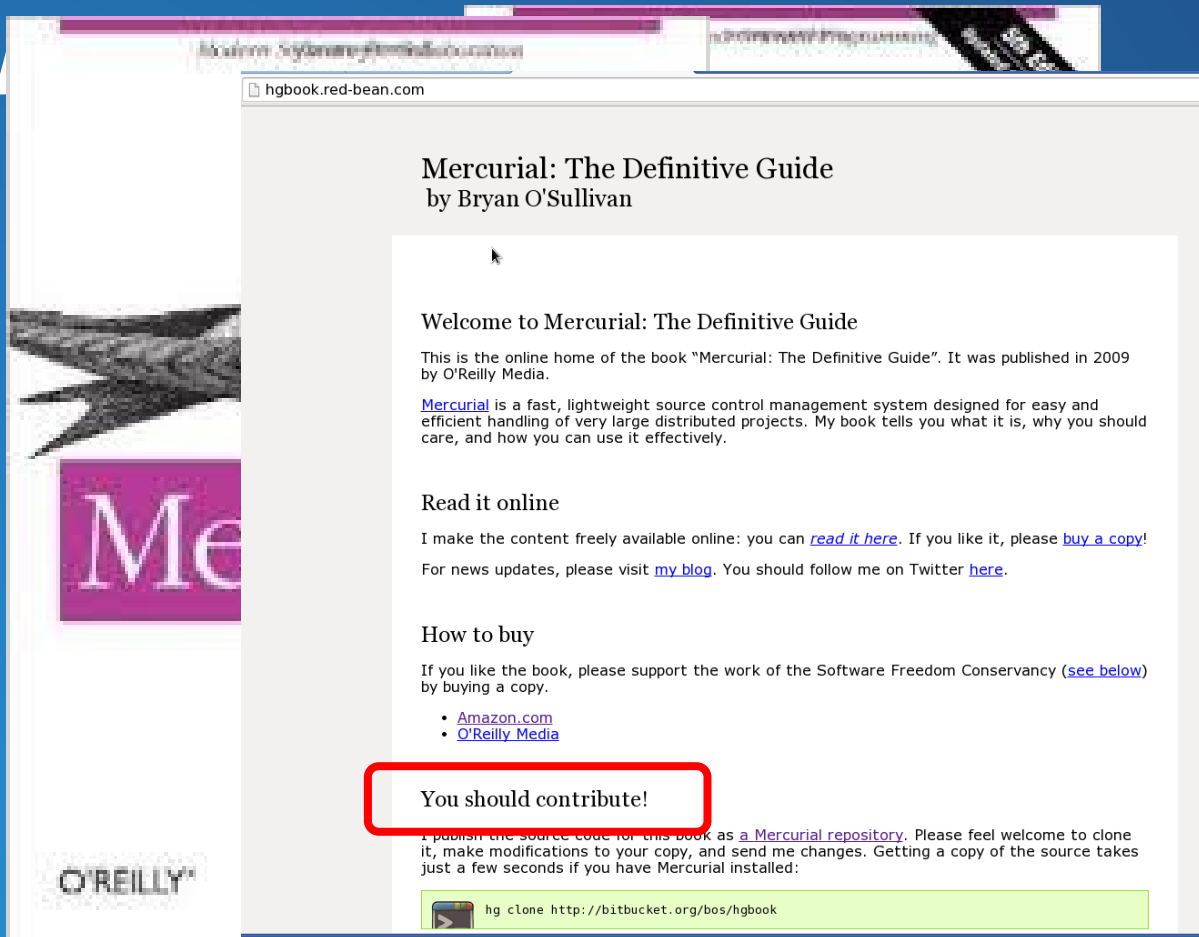 Modern Software Collaboration
Programming
hgbook.red-bean.com
Mercurial: The Definitive Guide
by Bryan O'Sullivan
Welcome to Mercurial: The Definitive Guide
This is the online home of the book “Mercurial: The Definitive Guide”. It was published in 2009
by O'Reilly Media.
Mercurial is a fast, lightweight source control management system designed for easy and
efficient handling of very large distributed projects. My book tells you what it is, why you should
care, and how you can use it effectively.
Me
Read it online
I make the content freely available online: you can read it here. If you like it, please buy a copy!
For news updates, please visit my blog. You should follow me on Twitter here.
How to buy
If you like the book, please support the work of the Software Freedom Conservancy (see below)
by buying a copy.
• Amazon.com
• O'Reilly Media
You should contribute!
I publish the source code for this book as a Mercurial repository. Please feel welcome to clone
it, make modifications to your copy, and send me changes. Getting a copy of the source takes
just a few seconds if you have Mercurial installed:
O'REILLY"
hg clone http://bitbucket.org/bos/hgbook